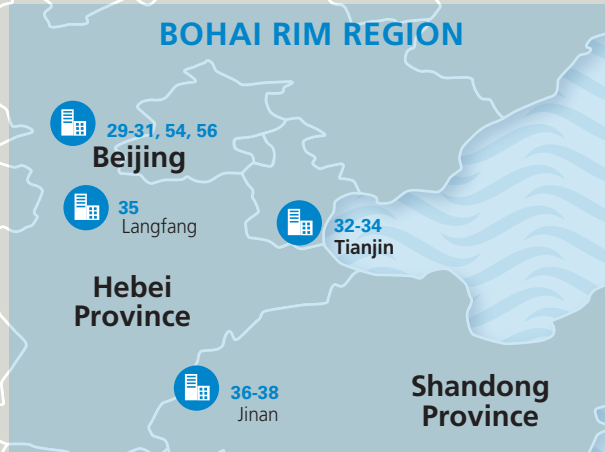 BOHAI RIM REGION
29-31, 54, 56
Beijing
35
Langfang
32-34
Tianjin
Hebei
Province
36-38
Jinan
Shandong
Province